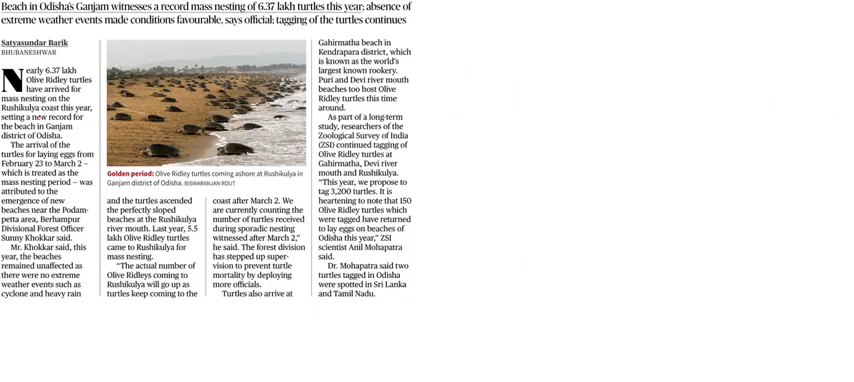 Beach in Odisha's Ganjam witnesses a record mass nesting of 6.37 lakh turtles this year; absence of
extreme weather events made conditions favourable, says official; tagging of the turtles continues
Satyasundar Barik
BHUBANESHWAR
Nearly 6.37 lakh
Olive Ridley turtles
have arrived for
mass nesting on the
Rushikulya coast this year,
setting a new record for
the beach in Ganjam
district of Odisha.
The arrival of the
turtles for laying eggs from
February 23 to March 2 —
which is treated as the
mass nesting period — was
attributed to the
emergence of new
beaches near the Podam-
petta area, Berhampur
Divisional Forest Officer
Sunny Khokkar said.
Mr. Khokkar said, this
year, the beaches
remained unaffected as
there were no extreme
weather events such as
cyclone and heavy rain
Golden period: Olive Ridley turtles coming ashore at Rushikulya in
Ganjam district of Odisha. BISWARANJAN ROUT
and the turtles ascended
the perfectly sloped
beaches at the Rushikulya
river mouth. Last year, 5.5
lakh Olive Ridley turtles
came to Rushikulya for
mass nesting.
"The actual number of
Olive Ridleys coming to
Rushikulya will go up as
turtles keep coming to the
coast after March 2. We
are currently counting the
number of turtles received
during sporadic nesting
witnessed after March 2,"
he said. The forest division
has stepped up super-
vision to prevent turtle
mortality by deploying
more officials.
Turtles also arrive at
Gahirmatha beach in
Kendrapara district, which
is known as the world's
largest known rookery.
Puri and Devi river mouth
beaches too host Olive
Ridley turtles this time
around.
As part of a long-term
study, researchers of the
Zoological Survey of India
(ZSI) continued tagging of
Olive Ridley turtles at
Gahirmatha, Devi river
mouth and Rushikulya.
"This year, we propose to
tag 3,200 turtles. It is
heartening to note that 150
Olive Ridley turtles which
were tagged have returned
to lay eggs on beaches of
Odisha this year," ZSI
scientist Anil Mohapatra
said.
Dr. Mohapatra said two
turtles tagged in Odisha
were spotted in Sri Lanka
and Tamil Nadu.